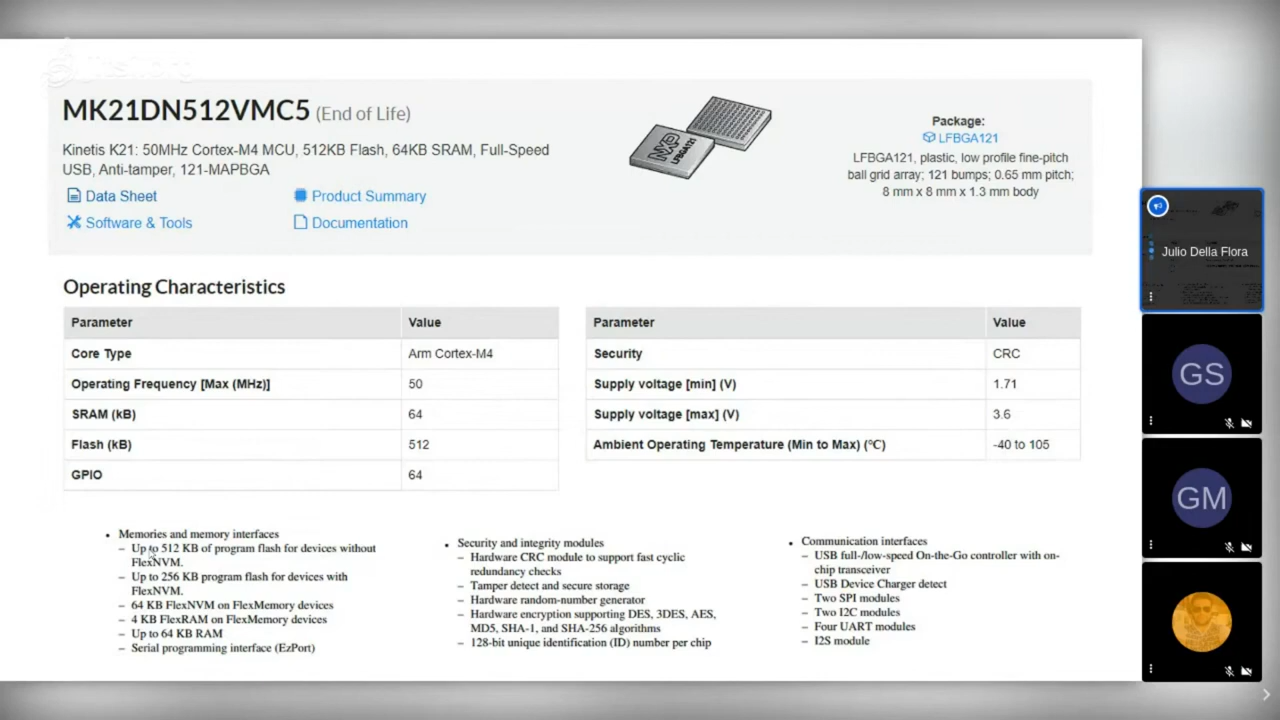 MK21DN512VMC5 (End of Life)
Kinetis K21: 50MHz Cortex-M4 MCU, 512KB Flash, 64KB SRAM, Full-Speed
USB, Anti-tamper, 121-MAPBGA
Data Sheet
Product Summary
Software & Tools
Documentation
NXP
LFBGA121
Package:
LFBGA121
LFBGA121, plastic, low profile fine-pitch
ball grid array; 121 bumps; 0.65 mm pitch;
8 mm x 8 mm x 1.3 mm body
Operating Characteristics
Parameter Value
Core Type Arm Cortex-M4
Operating Frequency [Max (MHz)] 50
SRAM (kB) 64
Flash (kB) 512
GPIO 64
Parameter Value
Security CRC
Supply voltage [min] (V) 1.71
Supply voltage [max] (V) 3.6
Ambient Operating Temperature (Min to Max) (°C) -40 to 105
• Memories and memory interfaces
– Up to 512 KB of program flash for devices without
FlexNVM.
– Up to 256 KB program flash for devices with
FlexNVM.
– 64 KB FlexNVM on FlexMemory devices
– 4 KB FlexRAM on FlexMemory devices
– Up to 64 KB RAM
– Serial programming interface (EzPort)
• Security and integrity modules
– Hardware CRC module to support fast cyclic
redundancy checks
– Tamper detect and secure storage
– Hardware random-number generator
– Hardware encryption supporting DES, 3DES, AES,
MD5, SHA-1, and SHA-256 algorithms
– 128-bit unique identification (ID) number per chip
• Communication interfaces
– USB full-/low-speed On-the-Go controller with on-
chip transceiver
– USB Device Charger detect
– Two SPI modules
– Two I2C modules
– Four UART modules
– I2S module
Julio Della Flora
GS
GM